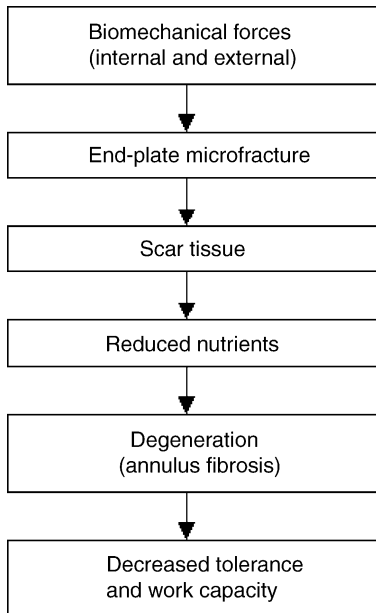 Biomechanical forces
(internal and external)
End-plate microfracture
Scar tissue
Reduced nutrients
Degeneration
(annulus fibrosis)
Decreased tolerance
and work capacity